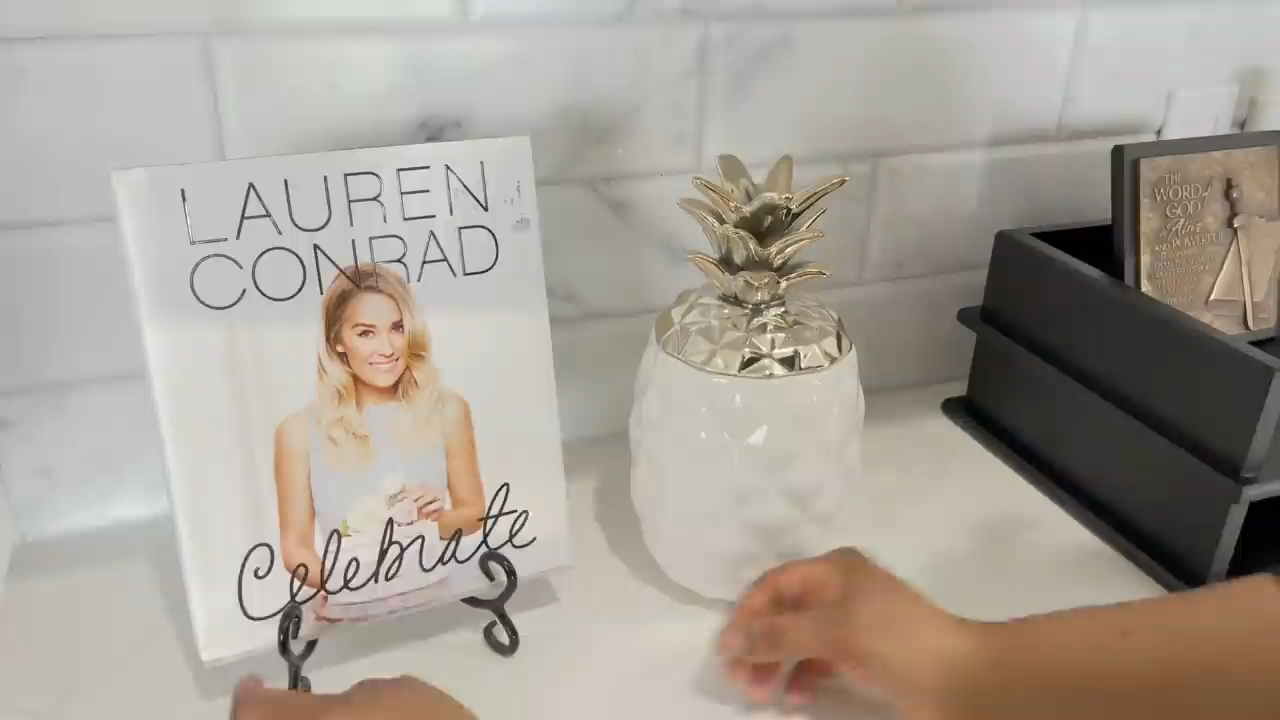 LAUREN
CONRAD
Celebrate
THE
WORD of
GOD
is Alive
AND POWERFUL